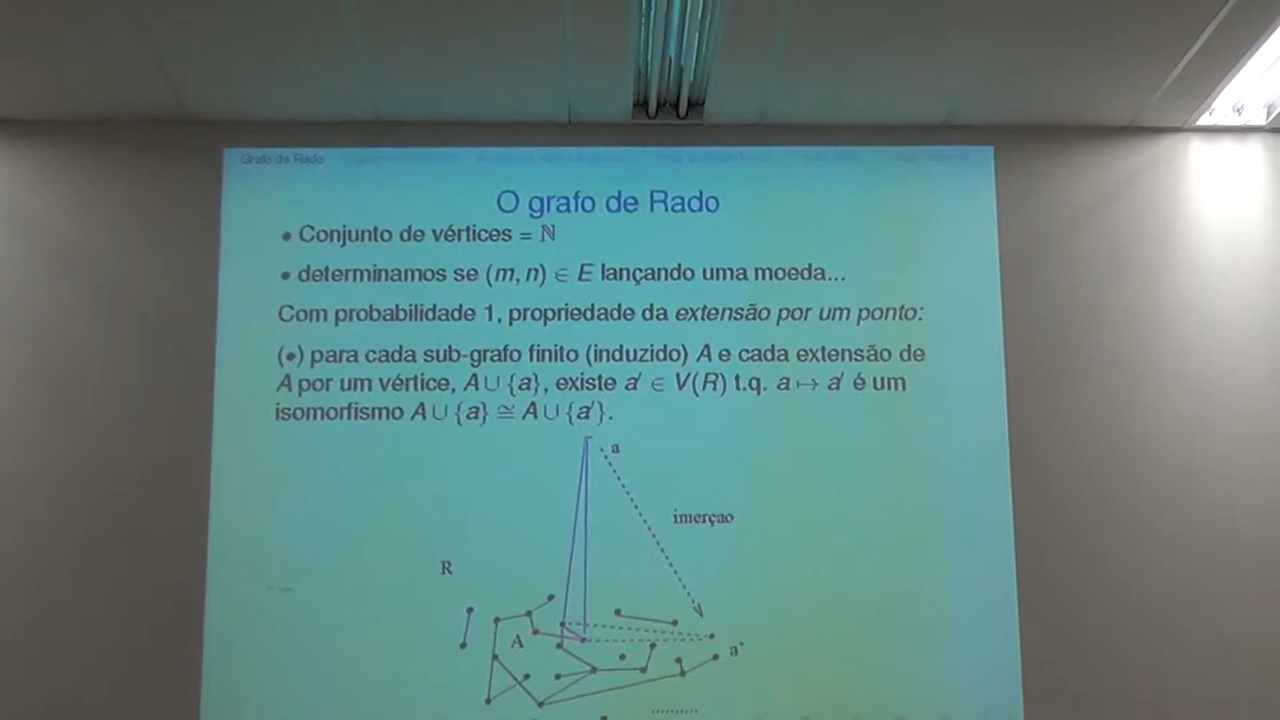 Grafo de Rado
O grafo de Rado
• Conjunto de vértices = ℕ
• determinamos se (m, n) ∈ E lançando uma moeda...
Com probabilidade 1, propriedade da extensão por um ponto:
(•) para cada sub-grafo finito (induzido) A e cada extensão de
A por um vértice, A ∪ {a}, existe a′ ∈ V(R) t.q. a ↦ a′ é um
isomorfismo A ∪ {a} ≅ A ∪ {a′}.
a
imerçao
R
A
a'